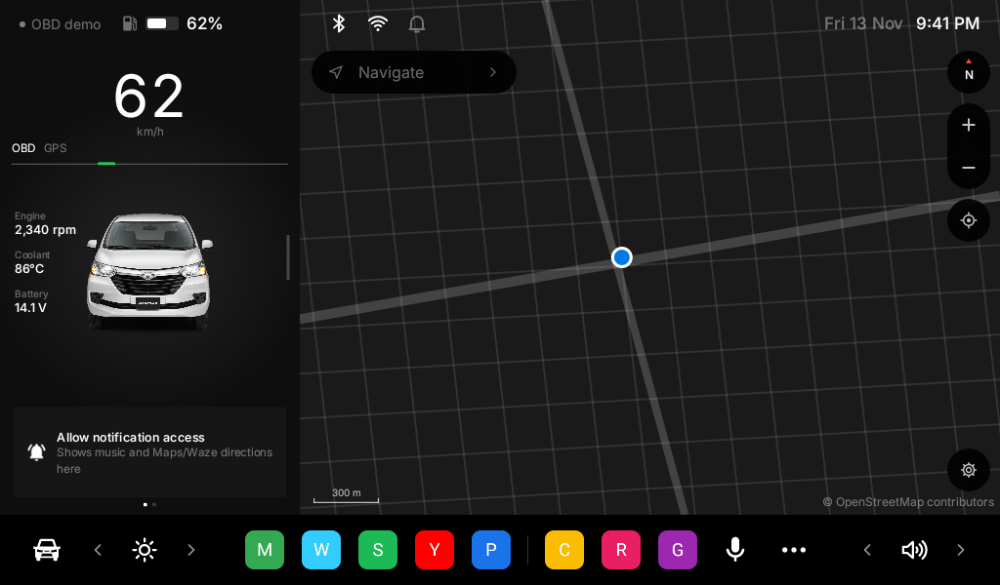 OBD demo
62%
62
km/h
OBD GPS
Engine
2,340 rpm
Coolant
86°C
Battery
14.1 V
Allow notification access
Shows music and Maps/Waze directions
here
Navigate
Fri 13 Nov 9:41 PM
N
+
−
300 m
© OpenStreetMap contributors
M W S Y P C R G